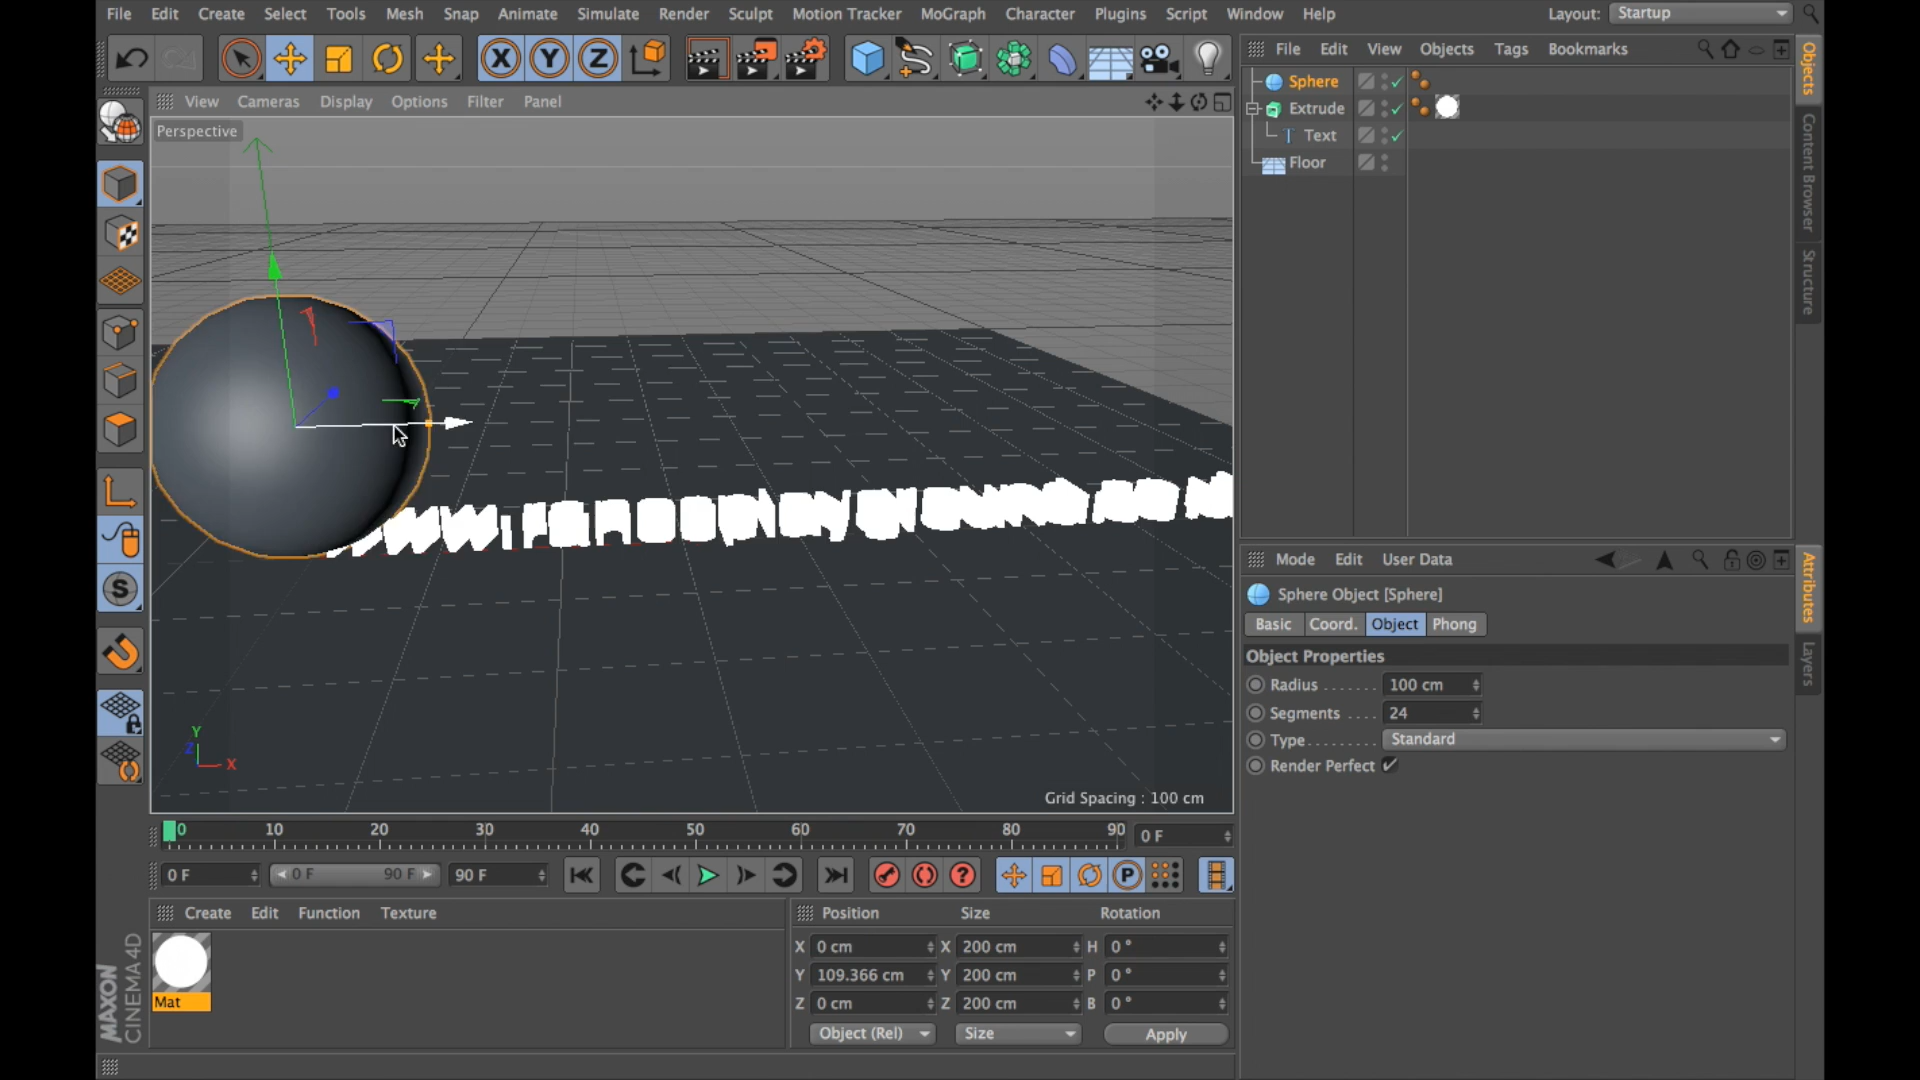 File Edit Create Select Tools Mesh Snap Animate Simulate Render Sculpt Motion Tracker MoGraph Character Plugins Script Window Help Layout: Startup
X Y Z
File Edit View Objects Tags Bookmarks
View Cameras Display Options Filter Panel
Perspective
Sphere
Extrude
Text
Floor
Objects
Content Browser
Structure
Y
Z
X
Grid Spacing : 100 cm
Mode Edit User Data
Sphere Object [Sphere]
Basic Coord. Object Phong
Object Properties
Radius ....... 100 cm
Segments .... 24
Type ........ Standard
Render Perfect
Attributes
Layers
0 10 20 30 40 50 60 70 80 90 0 F
0 F 0 F 90 F 90 F P
Create Edit Function Texture
Mat
Position Size Rotation
X 0 cm X 200 cm H 0 °
Y 109.366 cm Y 200 cm P 0 °
Z 0 cm Z 200 cm B 0 °
Object (Rel) Size Apply
MAXON
CINEMA 4D